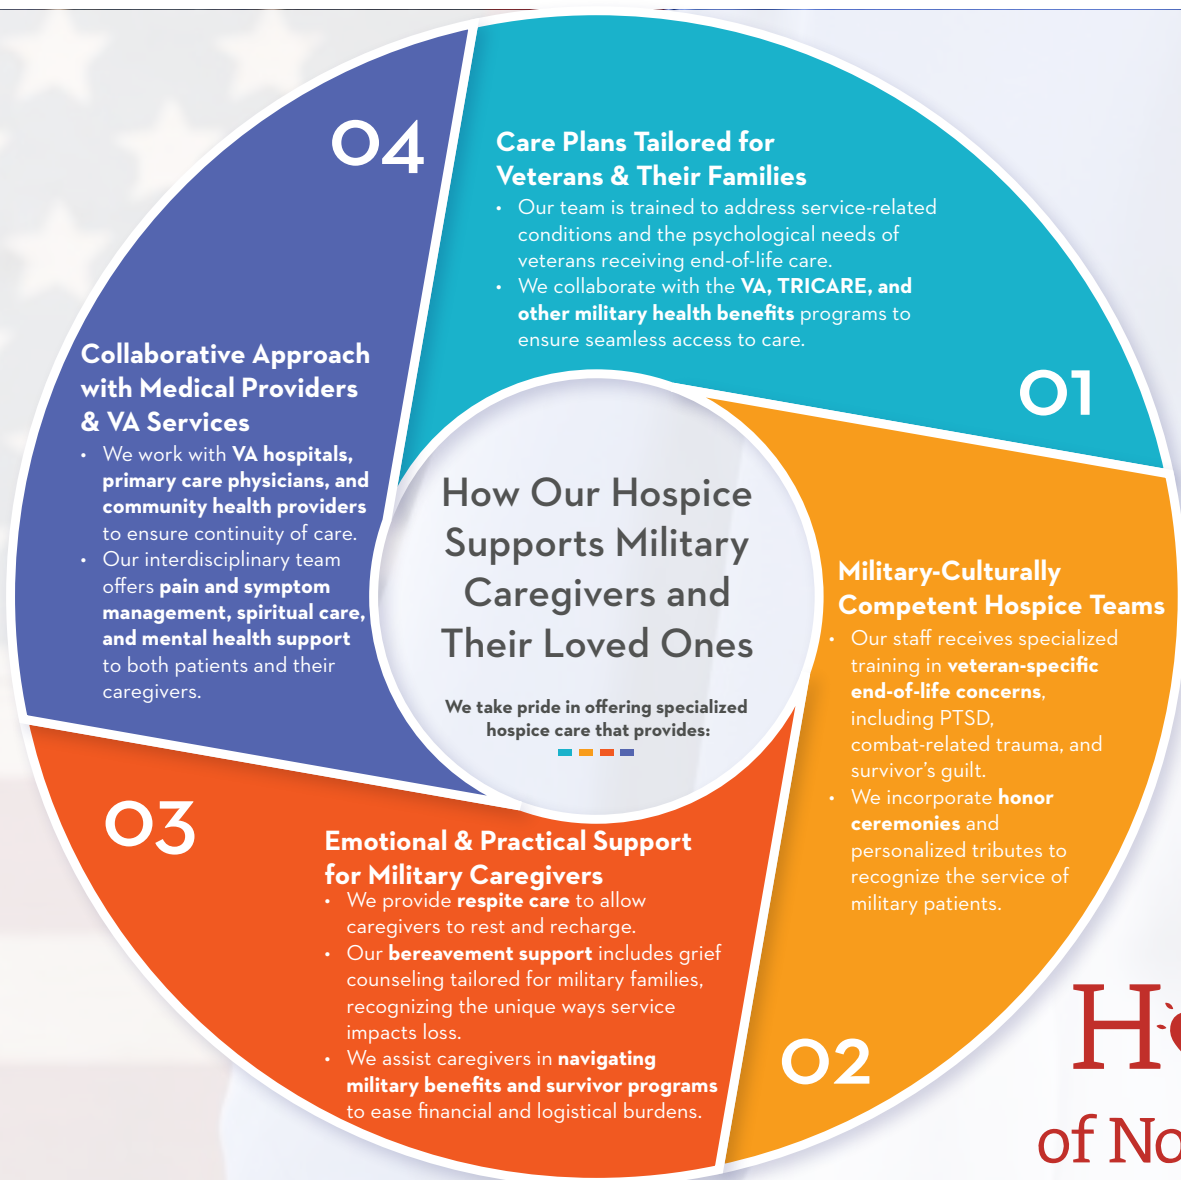 How Our Hospice
Supports Military
Caregivers and
Their Loved Ones
We take pride in offering specialized
hospice care that provides:
01
Care Plans Tailored for
Veterans & Their Families
• Our team is trained to address service-related
conditions and the psychological needs of
veterans receiving end-of-life care.
• We collaborate with the VA, TRICARE, and
other military health benefits programs to
ensure seamless access to care.
02
Military-Culturally
Competent Hospice Teams
• Our staff receives specialized
training in veteran-specific
end-of-life concerns,
including PTSD,
combat-related trauma, and
survivor's guilt.
• We incorporate honor
ceremonies and
personalized tributes to
recognize the service of
military patients.
03
Emotional & Practical Support
for Military Caregivers
• We provide respite care to allow
caregivers to rest and recharge.
• Our bereavement support includes grief
counseling tailored for military families,
recognizing the unique ways service
impacts loss.
• We assist caregivers in navigating
military benefits and survivor programs
to ease financial and logistical burdens.
04
Collaborative Approach
with Medical Providers
& VA Services
• We work with VA hospitals,
primary care physicians, and
community health providers
to ensure continuity of care.
• Our interdisciplinary team
offers pain and symptom
management, spiritual care,
and mental health support
to both patients and their
caregivers.
of